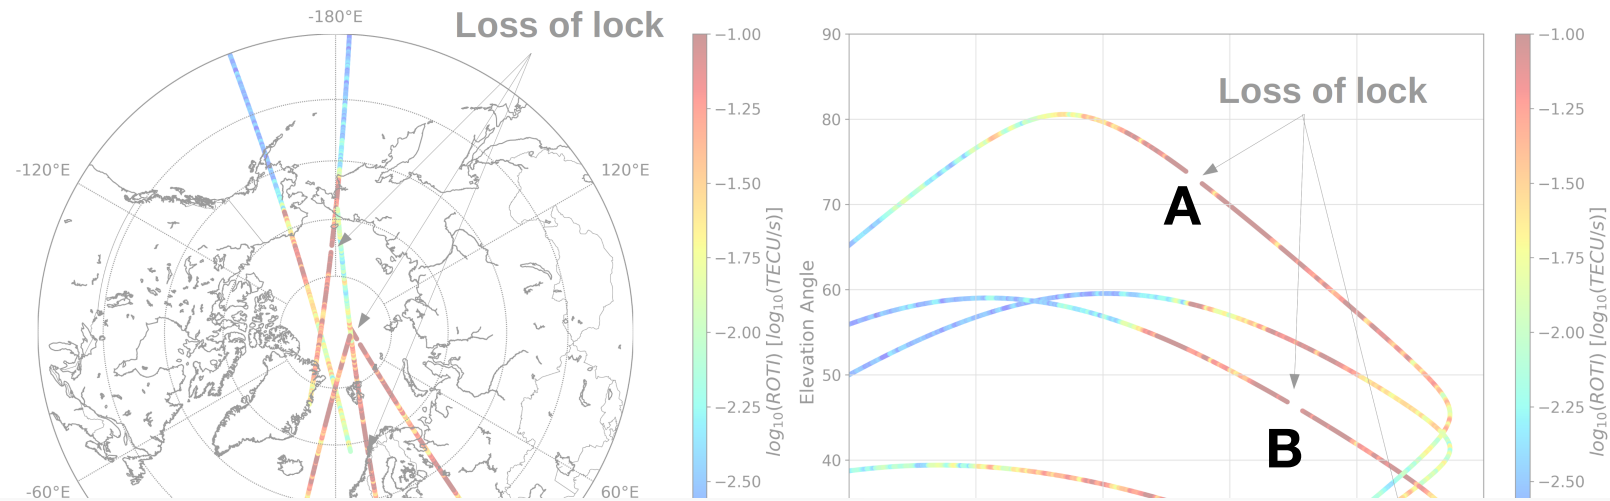 -180°E
Loss of lock
-120°E
120°E
-60°E
60°E
−1.00
−1.25
−1.50
−1.75
−2.00
−2.25
−2.50
log₁₀(ROTI) [log₁₀(TECU/s)]
90
80
70
60
50
40
Elevation Angle
Loss of lock
A
B
−1.00
−1.25
−1.50
−1.75
−2.00
−2.25
−2.50
log₁₀(ROTI) [log₁₀(TECU/s)]